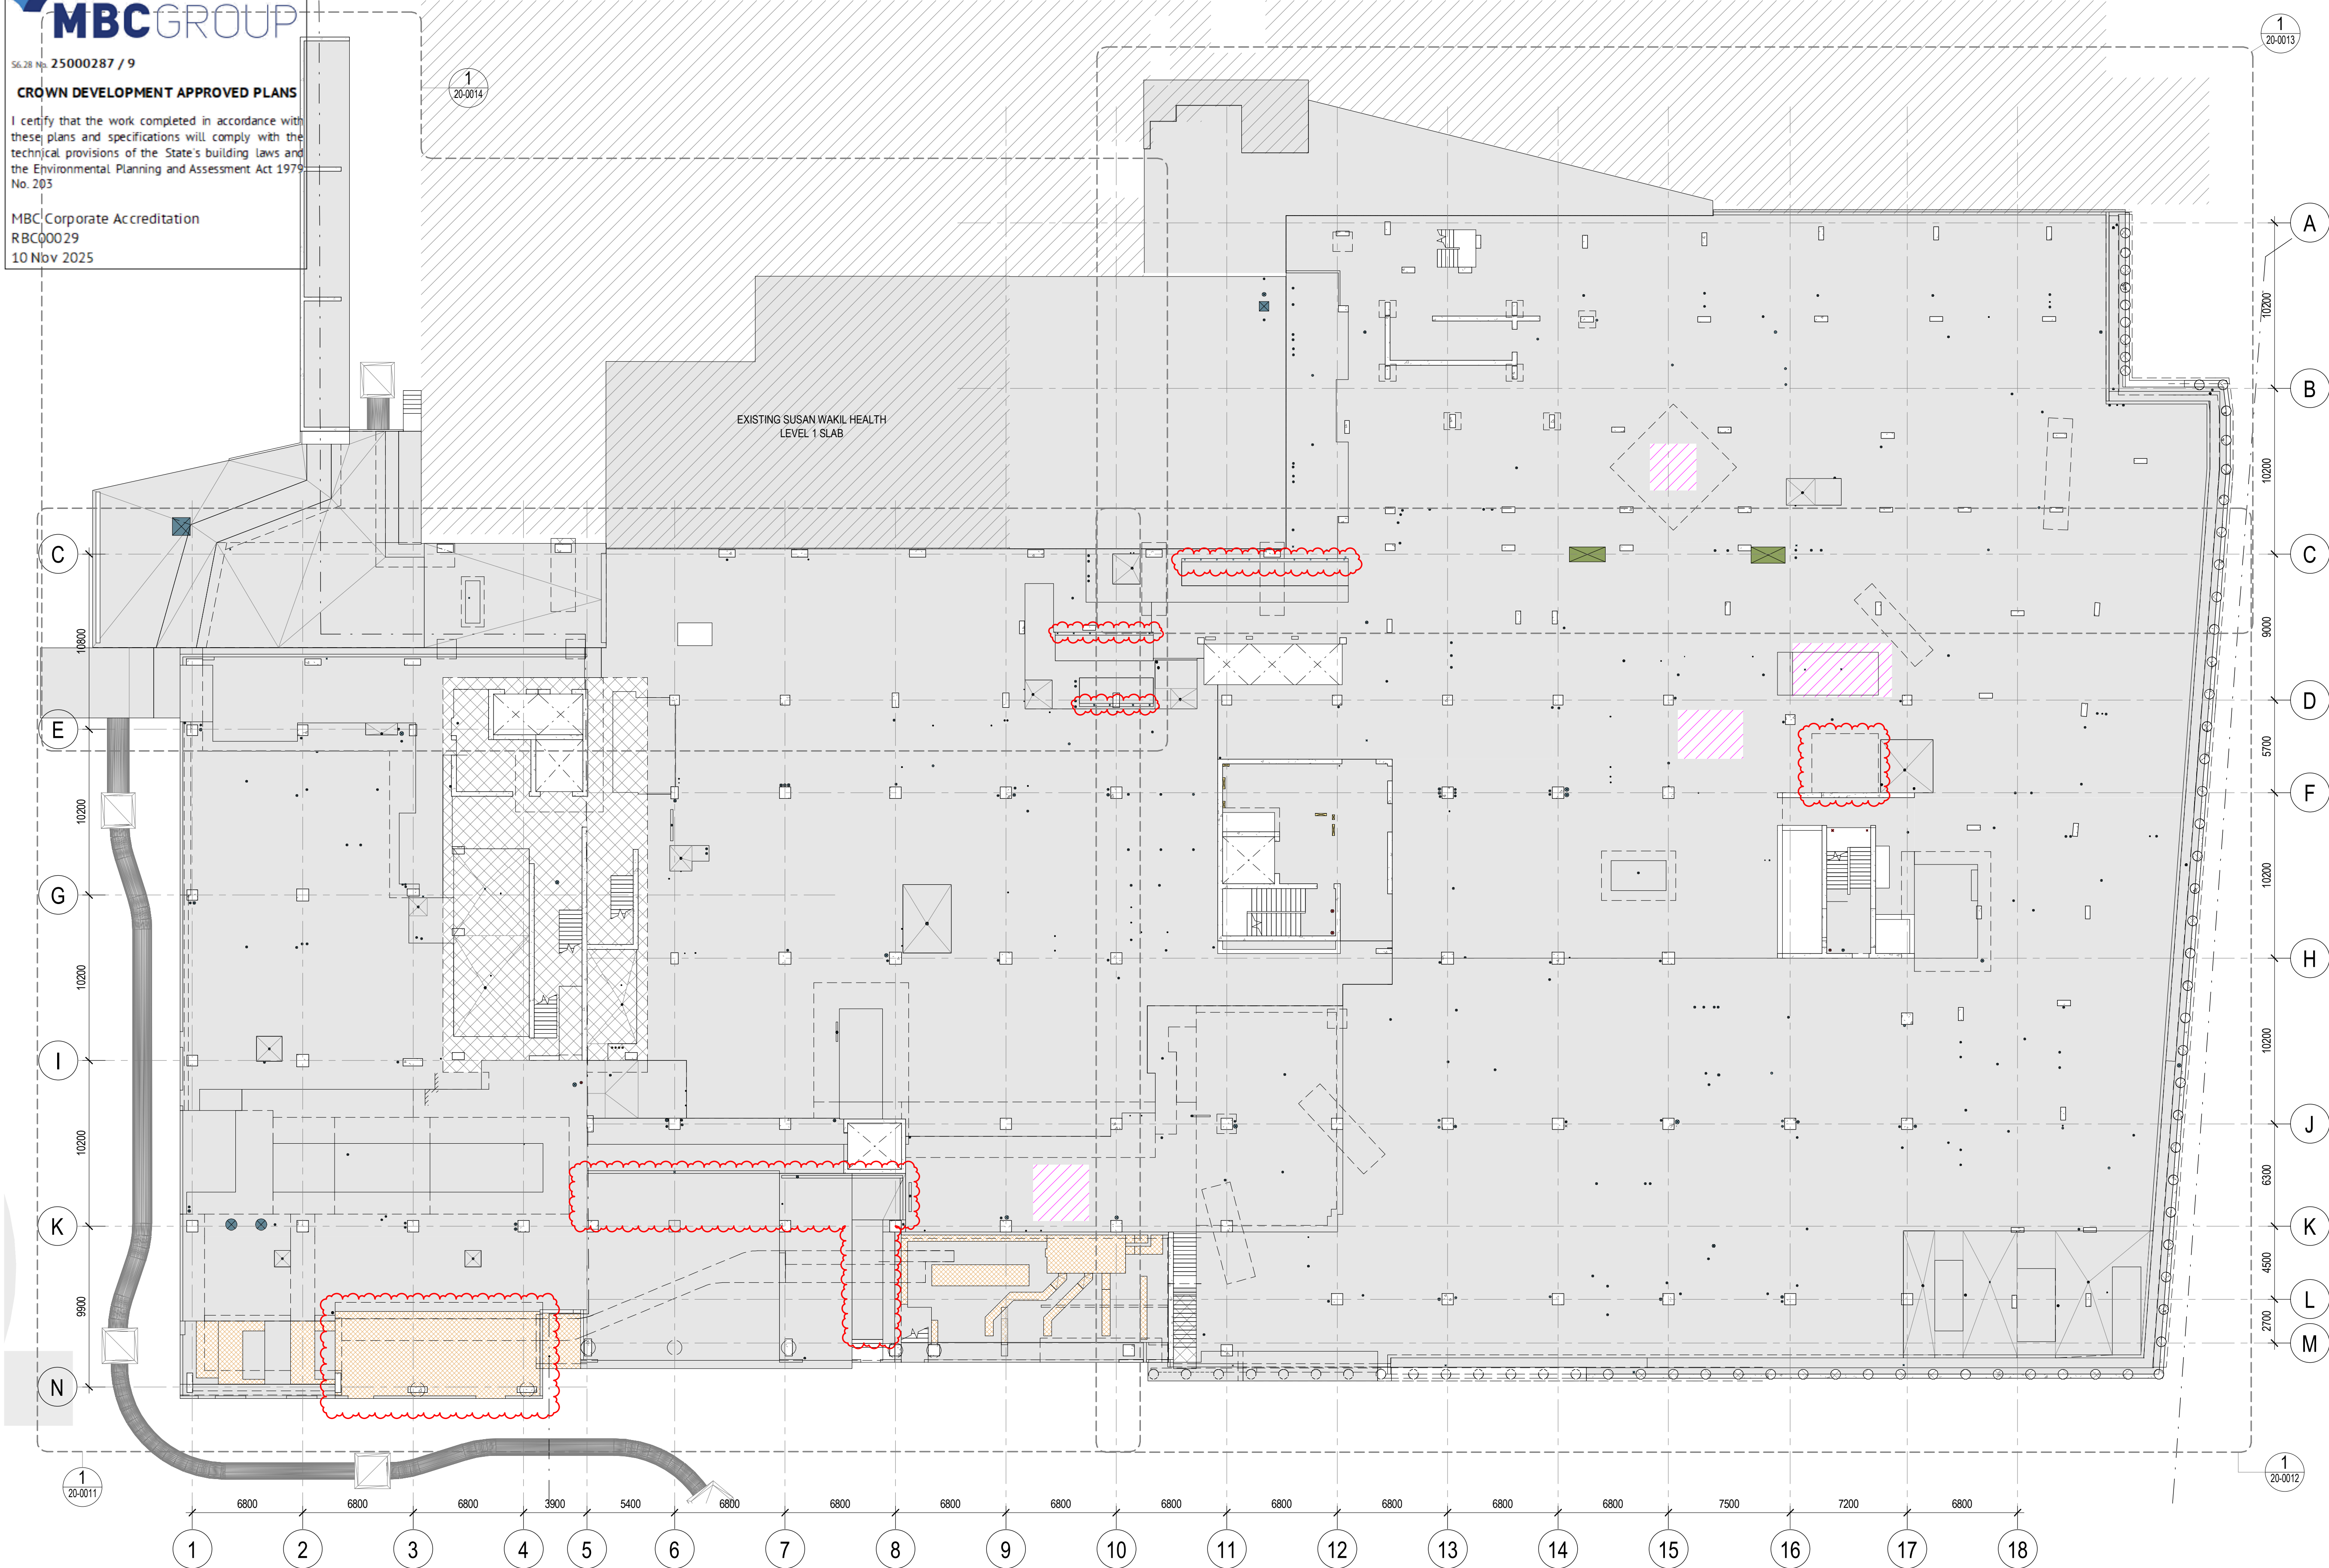 MBCGROUP
S6.28 No. 25000287 / 9
CROWN DEVELOPMENT APPROVED PLANS
I certify that the work completed in accordance with
these plans and specifications will comply with the
technical provisions of the State's building laws and
the Environmental Planning and Assessment Act 1979
No. 203
MBC Corporate Accreditation
RBC00029
10 Nov 2025
1
20-0014
1
20-0013
A
10200
B
EXISTING SUSAN WAKIL HEALTH
LEVEL 1 SLAB
10200
C
C
10800
9000
E
D
5700
10200
F
G
10200
10200
H
I
10200
10200
J
6300
K
K
9900
4500
L
2700
M
N
1
20-0011
1
20-0012
6800 6800 6800 3900 5400 6800 6800 6800 6800 6800 6800 6800 6800 6800 7500 7200 6800
1 2 3 4 5 6 7 8 9 10 11 12 13 14 15 16 17 18